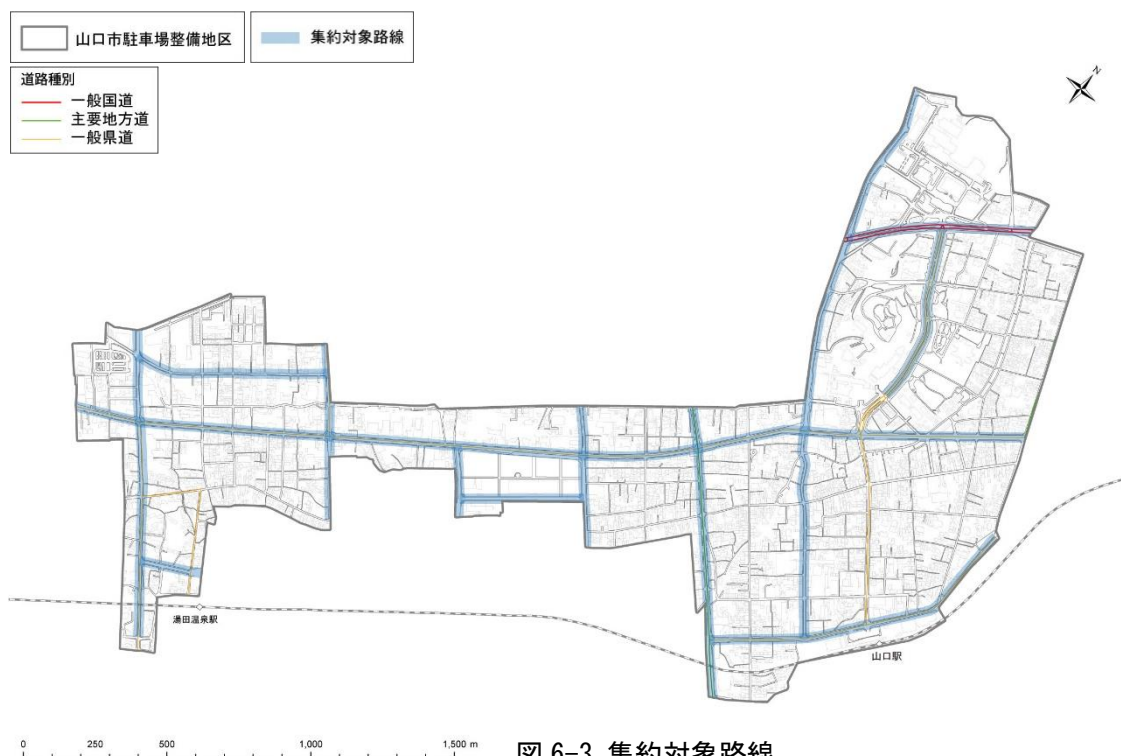 山口市駐車場整備地区
集約対象路線
道路種別
一般国道
主要地方道
一般県道
N
湯田温泉駅
山口駅
0 250 500 1,000 1,500 m
図 6-3 集約対象路線